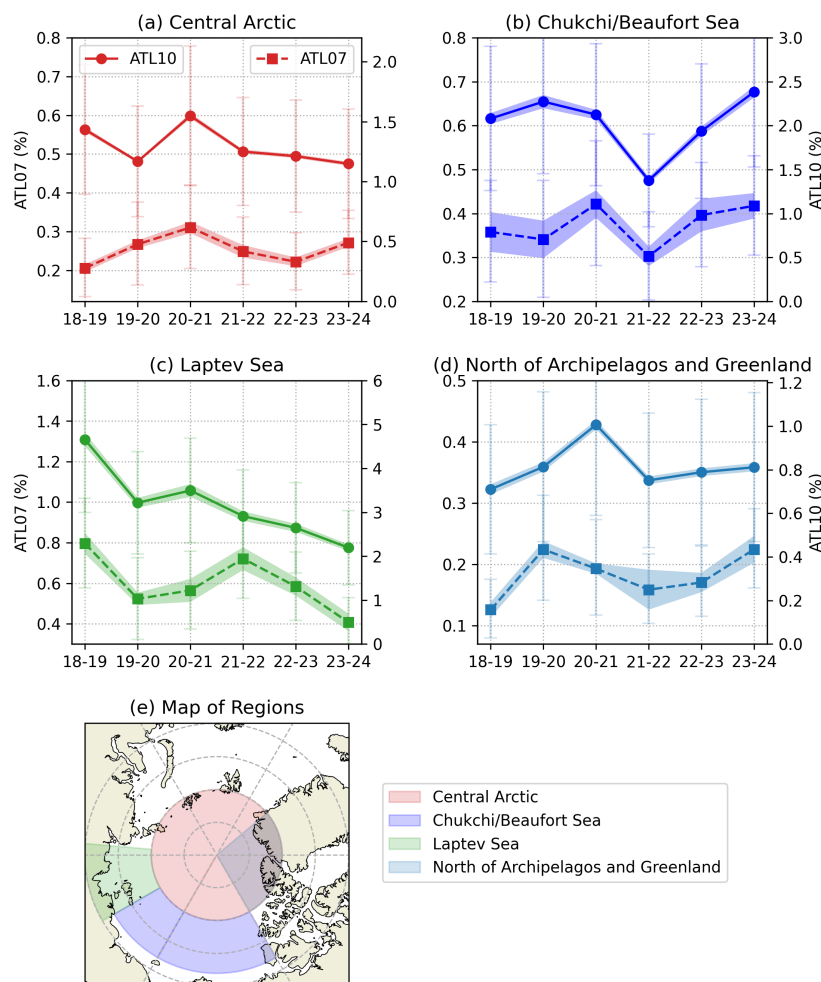 (a) Central Arctic
0.8
0.7
0.6
0.5
0.4
0.3
0.2
ATL07 (%)
ATL10
ATL07
2.0
1.5
1.0
0.5
0.0
18-19 19-20 20-21 21-22 22-23 23-24
(b) Chukchi/Beaufort Sea
0.8
0.7
0.6
0.5
0.4
0.3
0.2
3.0
2.5
2.0
1.5
1.0
0.5
0.0
ATL10 (%)
18-19 19-20 20-21 21-22 22-23 23-24
(c) Laptev Sea
1.6
1.4
1.2
1.0
0.8
0.6
0.4
ATL07 (%)
6
5
4
3
2
1
0
18-19 19-20 20-21 21-22 22-23 23-24
(d) North of Archipelagos and Greenland
0.5
0.4
0.3
0.2
0.1
1.2
1.0
0.8
0.6
0.4
0.2
0.0
ATL10 (%)
18-19 19-20 20-21 21-22 22-23 23-24
(e) Map of Regions
Central Arctic
Chukchi/Beaufort Sea
Laptev Sea
North of Archipelagos and Greenland